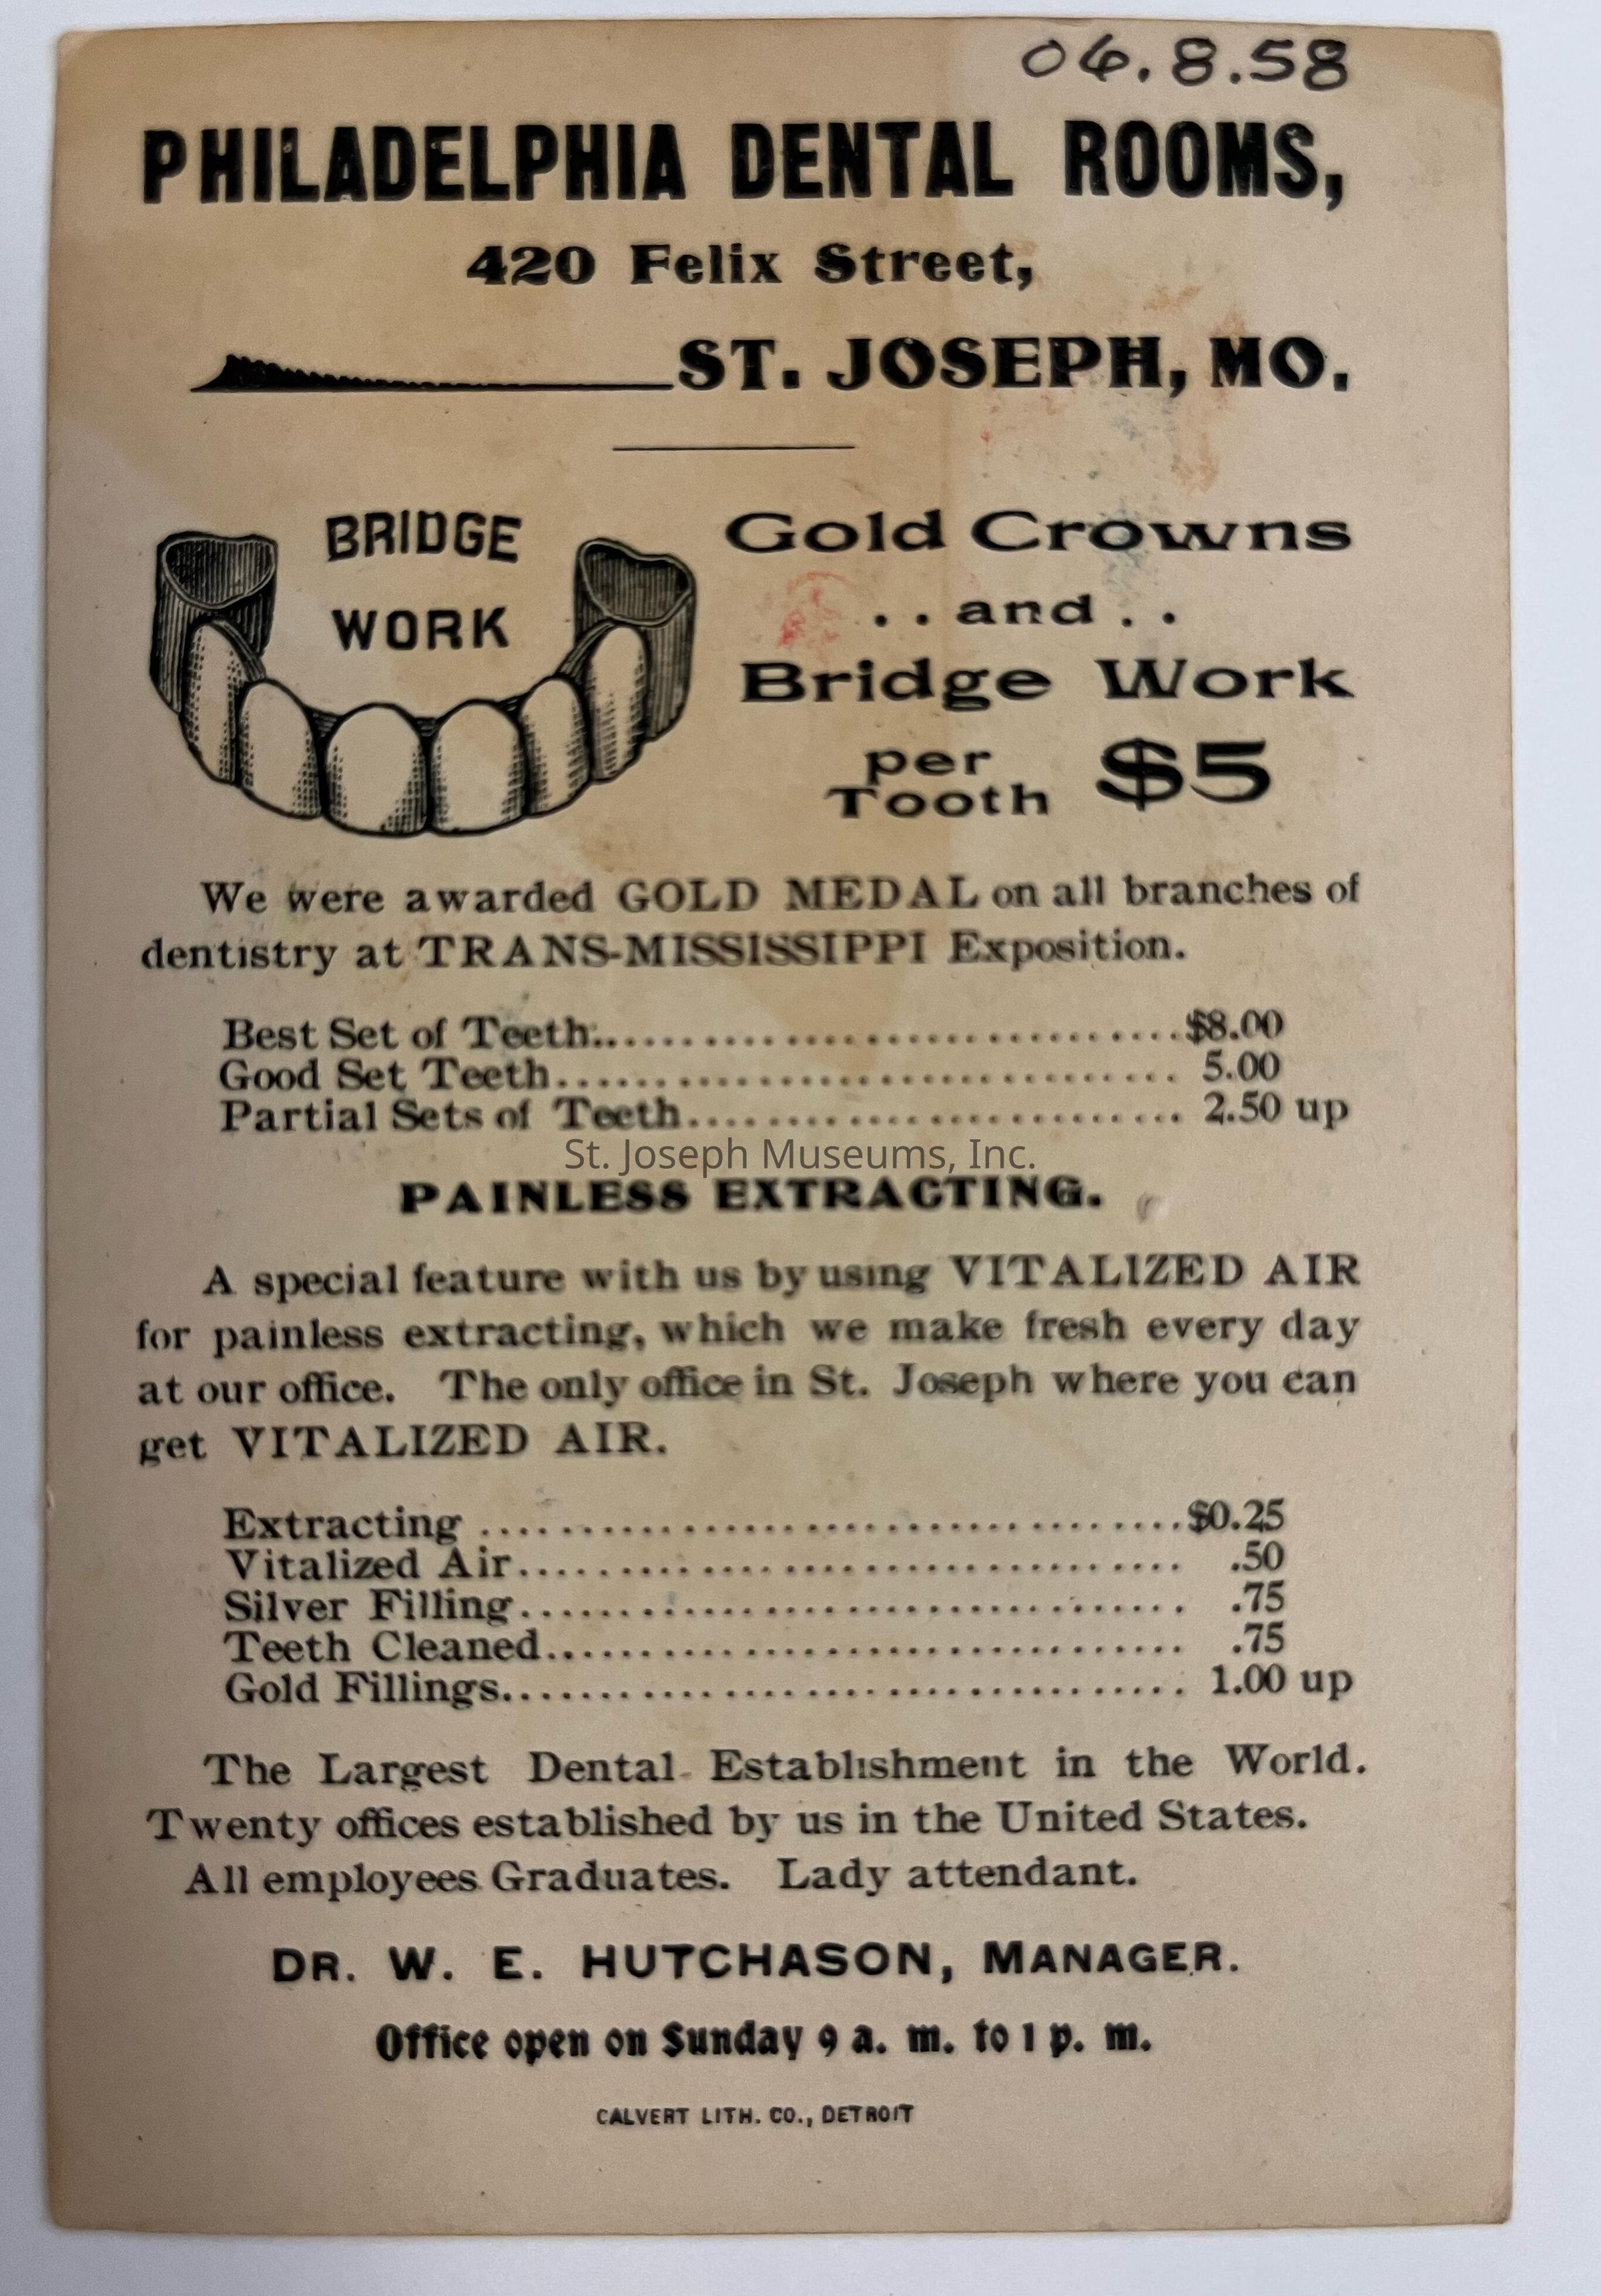 06.8.58
PHILADELPHIA DENTAL ROOMS,
420 Felix Street,
ST. JOSEPH, MO.
BRIDGE
WORK
Gold Crowns
. . and . .
Bridge Work
per
Tooth $5
We were awarded GOLD MEDAL on all branches of
dentistry at TRANS-MISSISSIPPI Exposition.
Best Set of Teeth........................................$8.00
Good Set Teeth........................................ 5.00
Partial Sets of Teeth................................ 2.50 up
St. Joseph Museums, Inc.
PAINLESS EXTRACTING.
A special feature with us by using VITALIZED AIR
for painless extracting, which we make fresh every day
at our office. The only office in St. Joseph where you can
get VITALIZED AIR.
Extracting ........................................$0.25
Vitalized Air........................................ .50
Silver Filling........................................ .75
Teeth Cleaned........................................ .75
Gold Fillings........................................ 1.00 up
The Largest Dental Establishment in the World.
Twenty offices established by us in the United States.
All employees Graduates. Lady attendant.
DR. W. E. HUTCHASON, MANAGER.
Office open on Sunday 9 a. m. to 1 p. m.
CALVERT LITH. CO., DETROIT